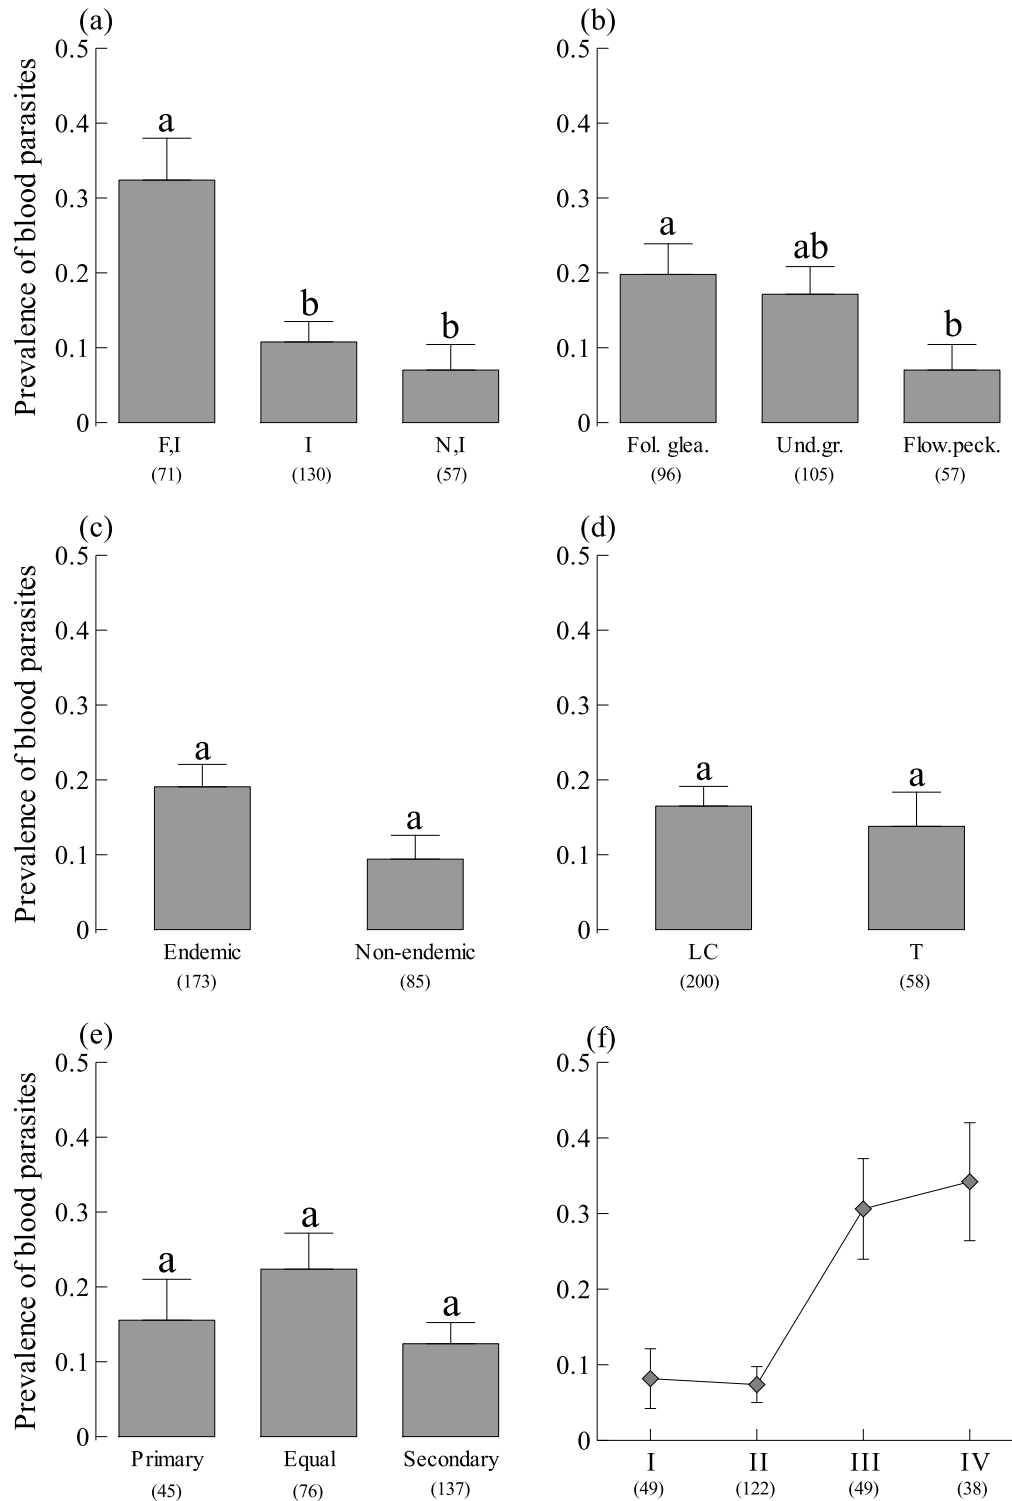 (a)
0.5
0.4
0.3
0.2
0.1
0
Prevalence of blood parasites
a
b
b
F,I
I
N,I
(71)
(130)
(57)
(b)
0.5
0.4
0.3
0.2
0.1
0
a
ab
b
Fol. glea.
Und.gr.
Flow.peck.
(96)
(105)
(57)
(c)
0.5
0.4
0.3
0.2
0.1
0
Prevalence of blood parasites
a
a
Endemic
Non-endemic
(173)
(85)
(d)
0.5
0.4
0.3
0.2
0.1
0
a
a
LC
T
(200)
(58)
(e)
0.5
0.4
0.3
0.2
0.1
0
Prevalence of blood parasites
a
a
a
Primary
Equal
Secondary
(45)
(76)
(137)
(f)
0.5
0.4
0.3
0.2
0.1
0
I
II
III
IV
(49)
(122)
(49)
(38)